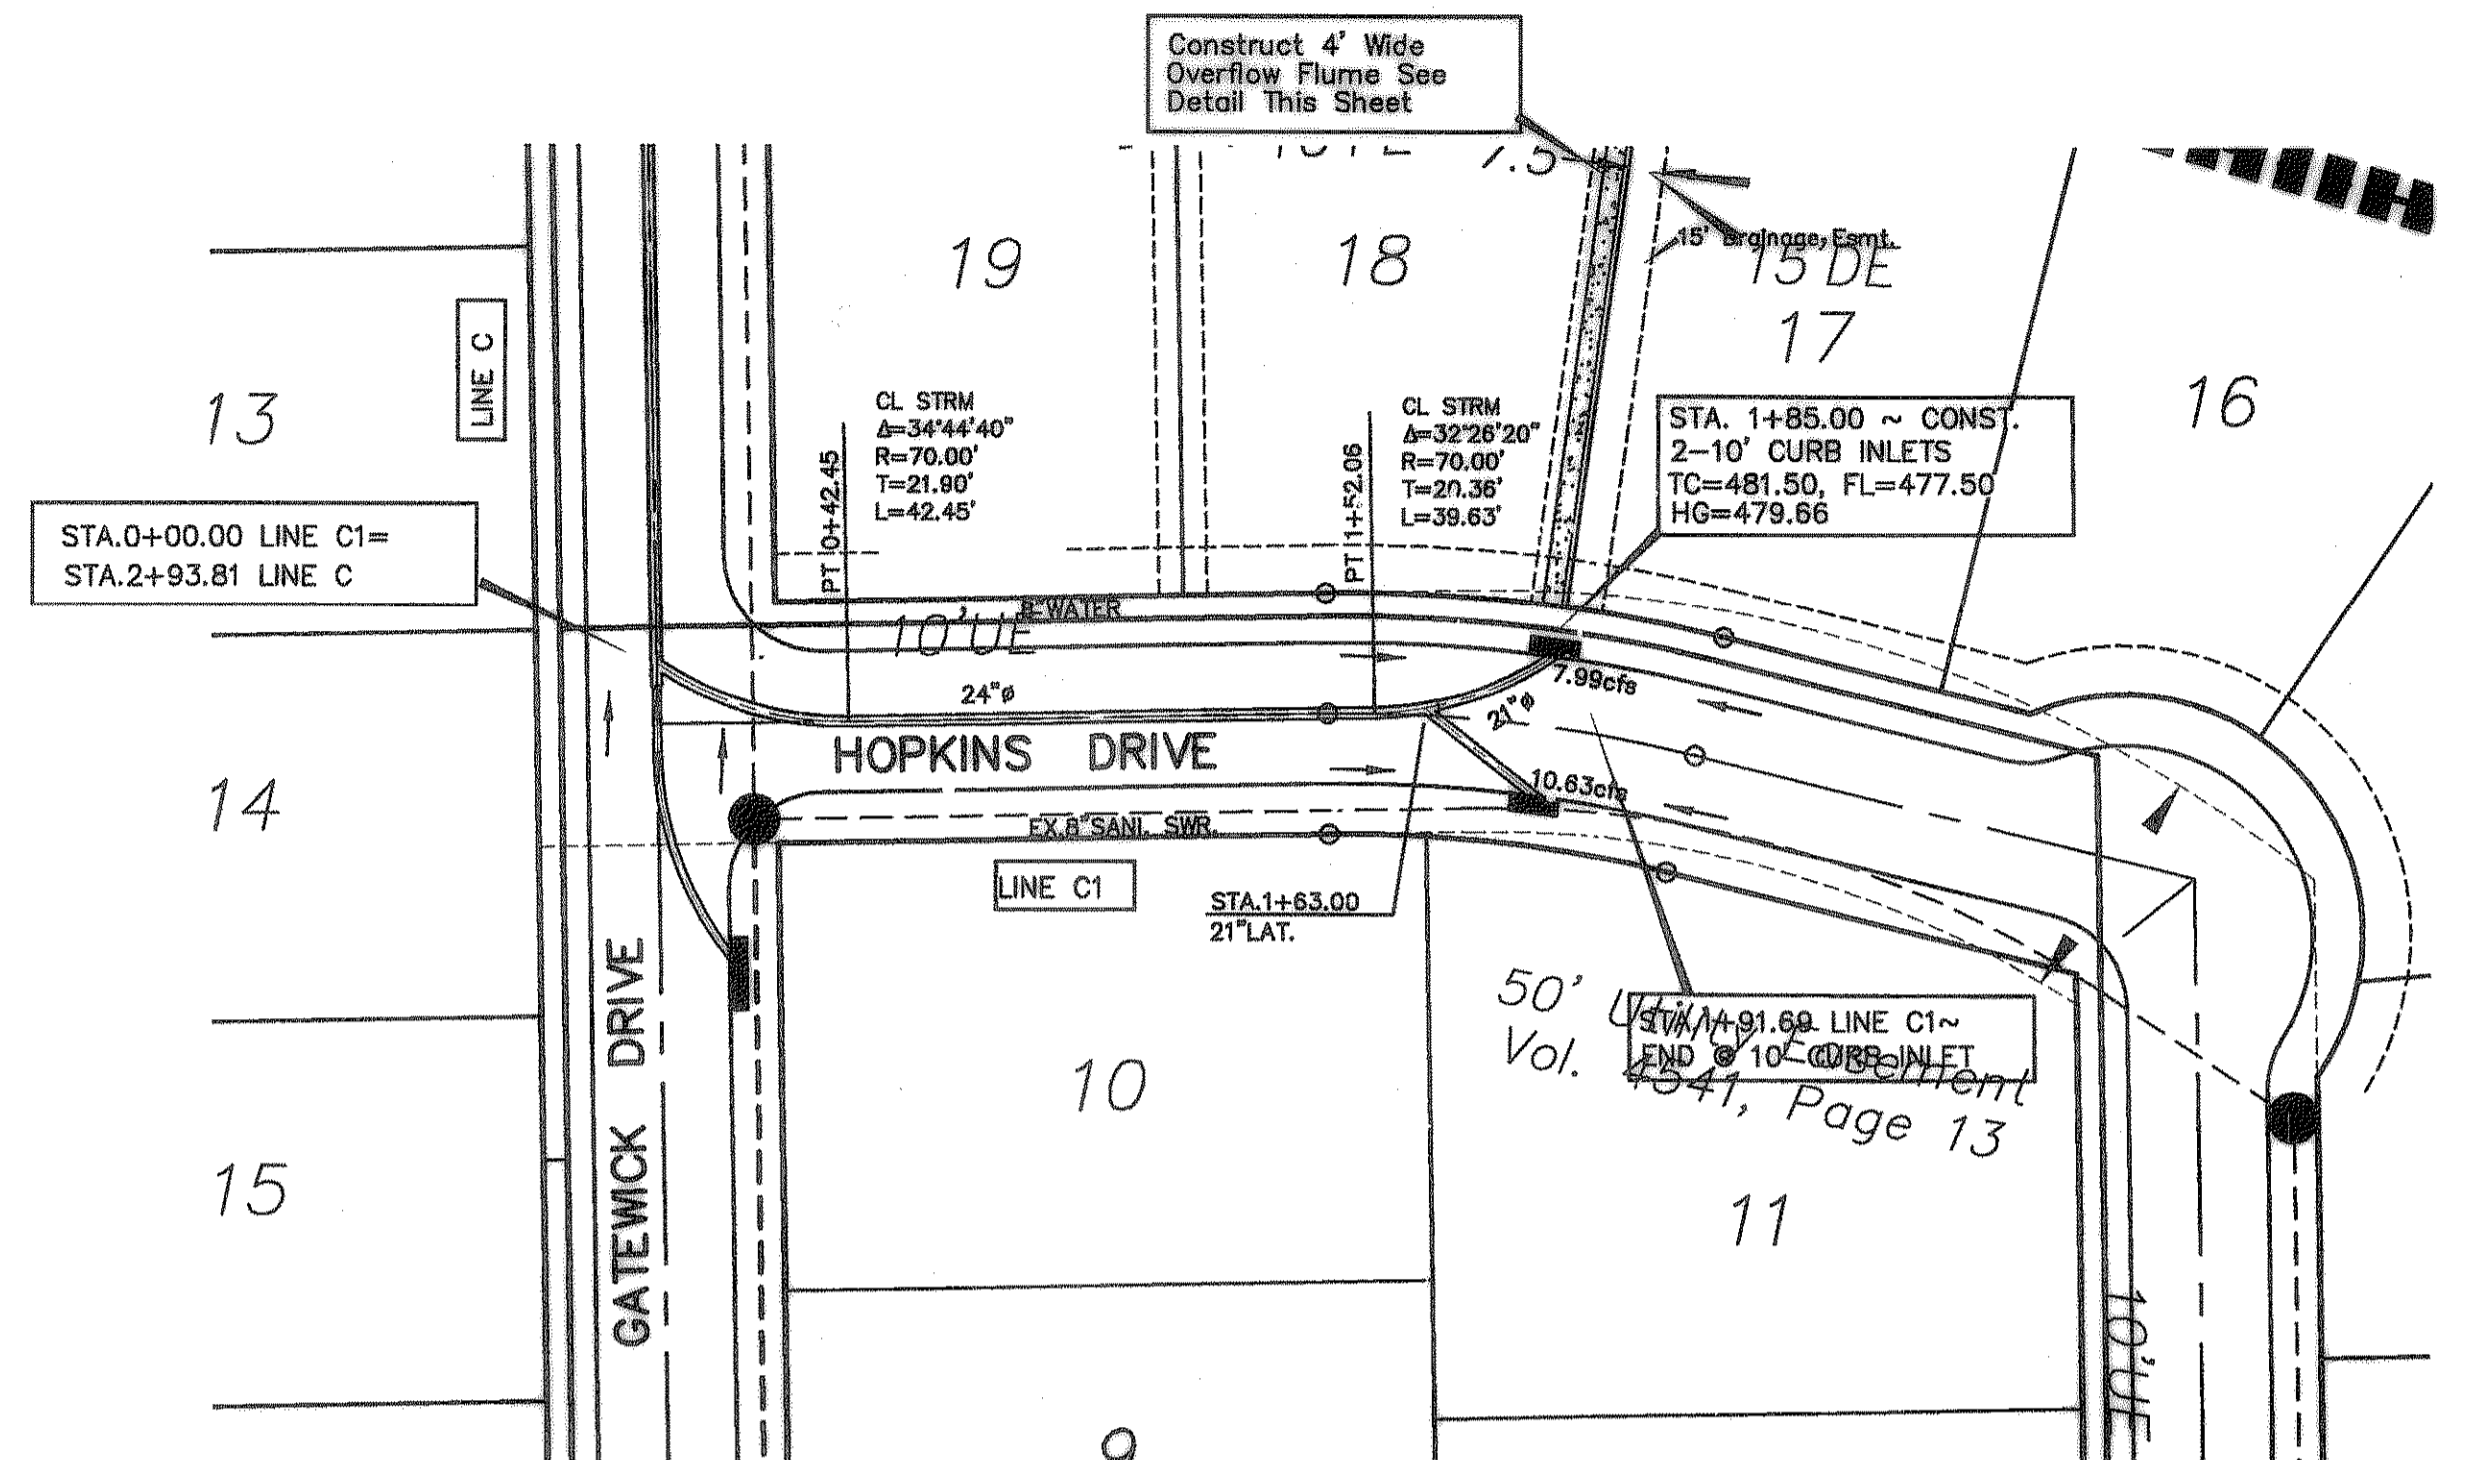 Construct 4' Wide
Overflow Flume See
Detail This Sheet
7.5
15' Drainage, Esmt.
15'DE
19
18
17
16
13
LINE C
CL STRM
Δ=34°44'40"
R=70.00'
T=21.90'
L=42.45'
PT 0+42.45
CL STRM
Δ=32°26'20"
R=70.00'
T=20.36'
L=39.63'
PT 1+52.06
STA. 1+85.00 ~ CONST.
2-10' CURB INLETS
TC=481.50, FL=477.50
HG=479.66
STA.0+00.00 LINE C1=
STA.2+93.81 LINE C
8"WATER
10'UE
24"ø
7.99cfs
21"ø
HOPKINS DRIVE
10.63cfs
EX.8"SANI. SWR.
14
LINE C1
STA.1+63.00
21"LAT.
GATEWICK DRIVE
50' Utility Easement
Vol. 4541, Page 13
STA.1+91.69 LINE C1~
END @ 10' CURB INLET
10
15
11
10'UE
9